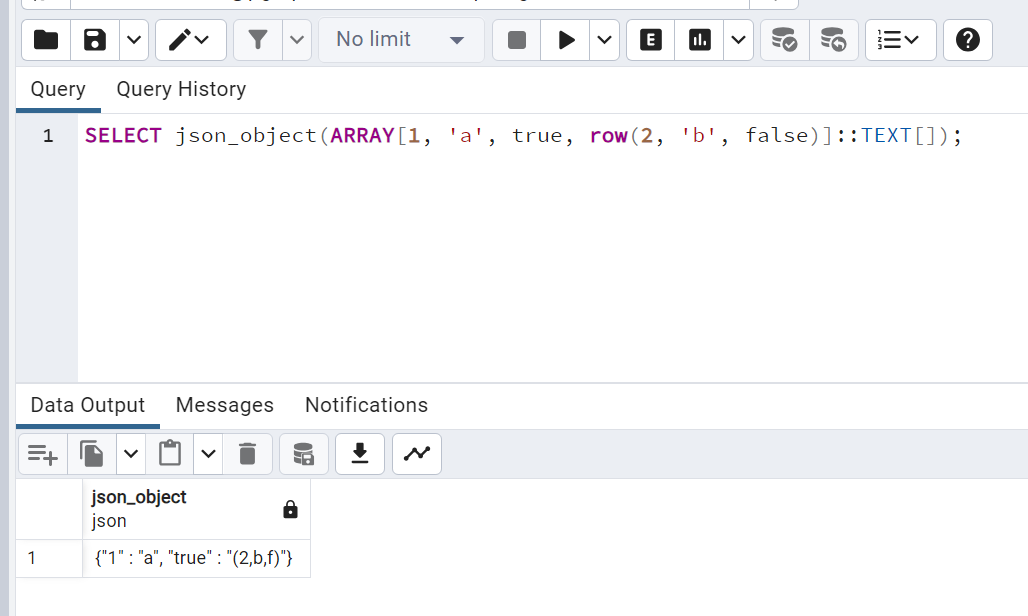 No limit
E
Query Query History
1 SELECT json_object(ARRAY[1, 'a', true, row(2, 'b', false)]::TEXT[]);
Data Output Messages Notifications
json_object
json
1 {"1" : "a", "true" : "(2,b,f)"}